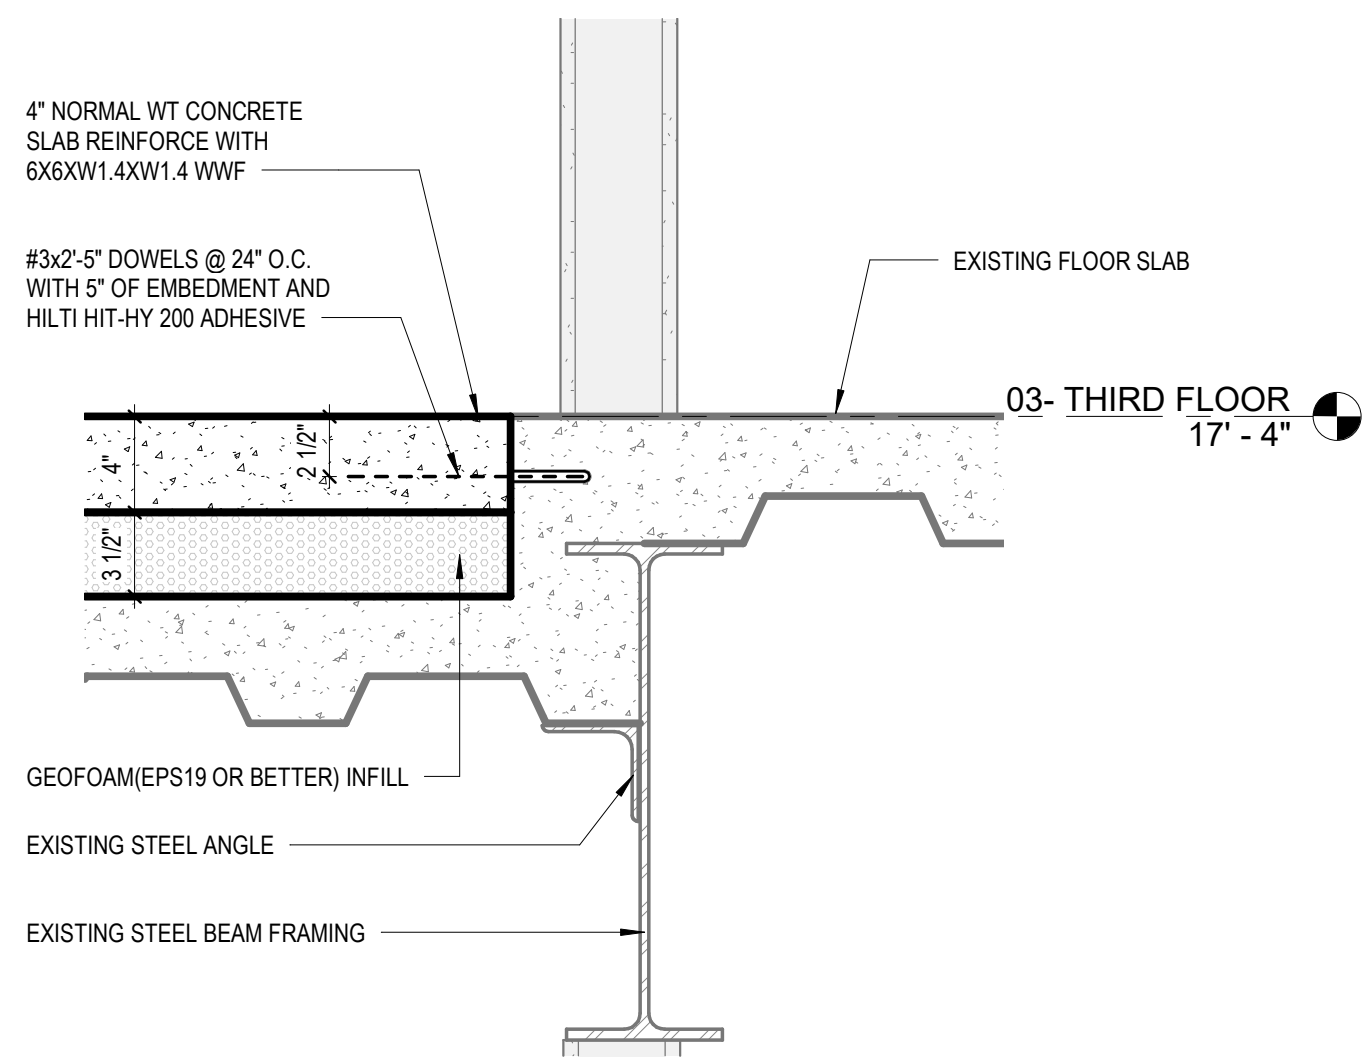 4" NORMAL WT CONCRETE
SLAB REINFORCE WITH
6X6XW1.4XW1.4 WWF
#3x2'-5" DOWELS @ 24" O.C.
WITH 5" OF EMBEDMENT AND
HILTI HIT-HY 200 ADHESIVE
EXISTING FLOOR SLAB
03- THIRD FLOOR
17' - 4"
4"
2 1/2"
3 1/2"
GEOFOAM(EPS19 OR BETTER) INFILL
EXISTING STEEL ANGLE
EXISTING STEEL BEAM FRAMING